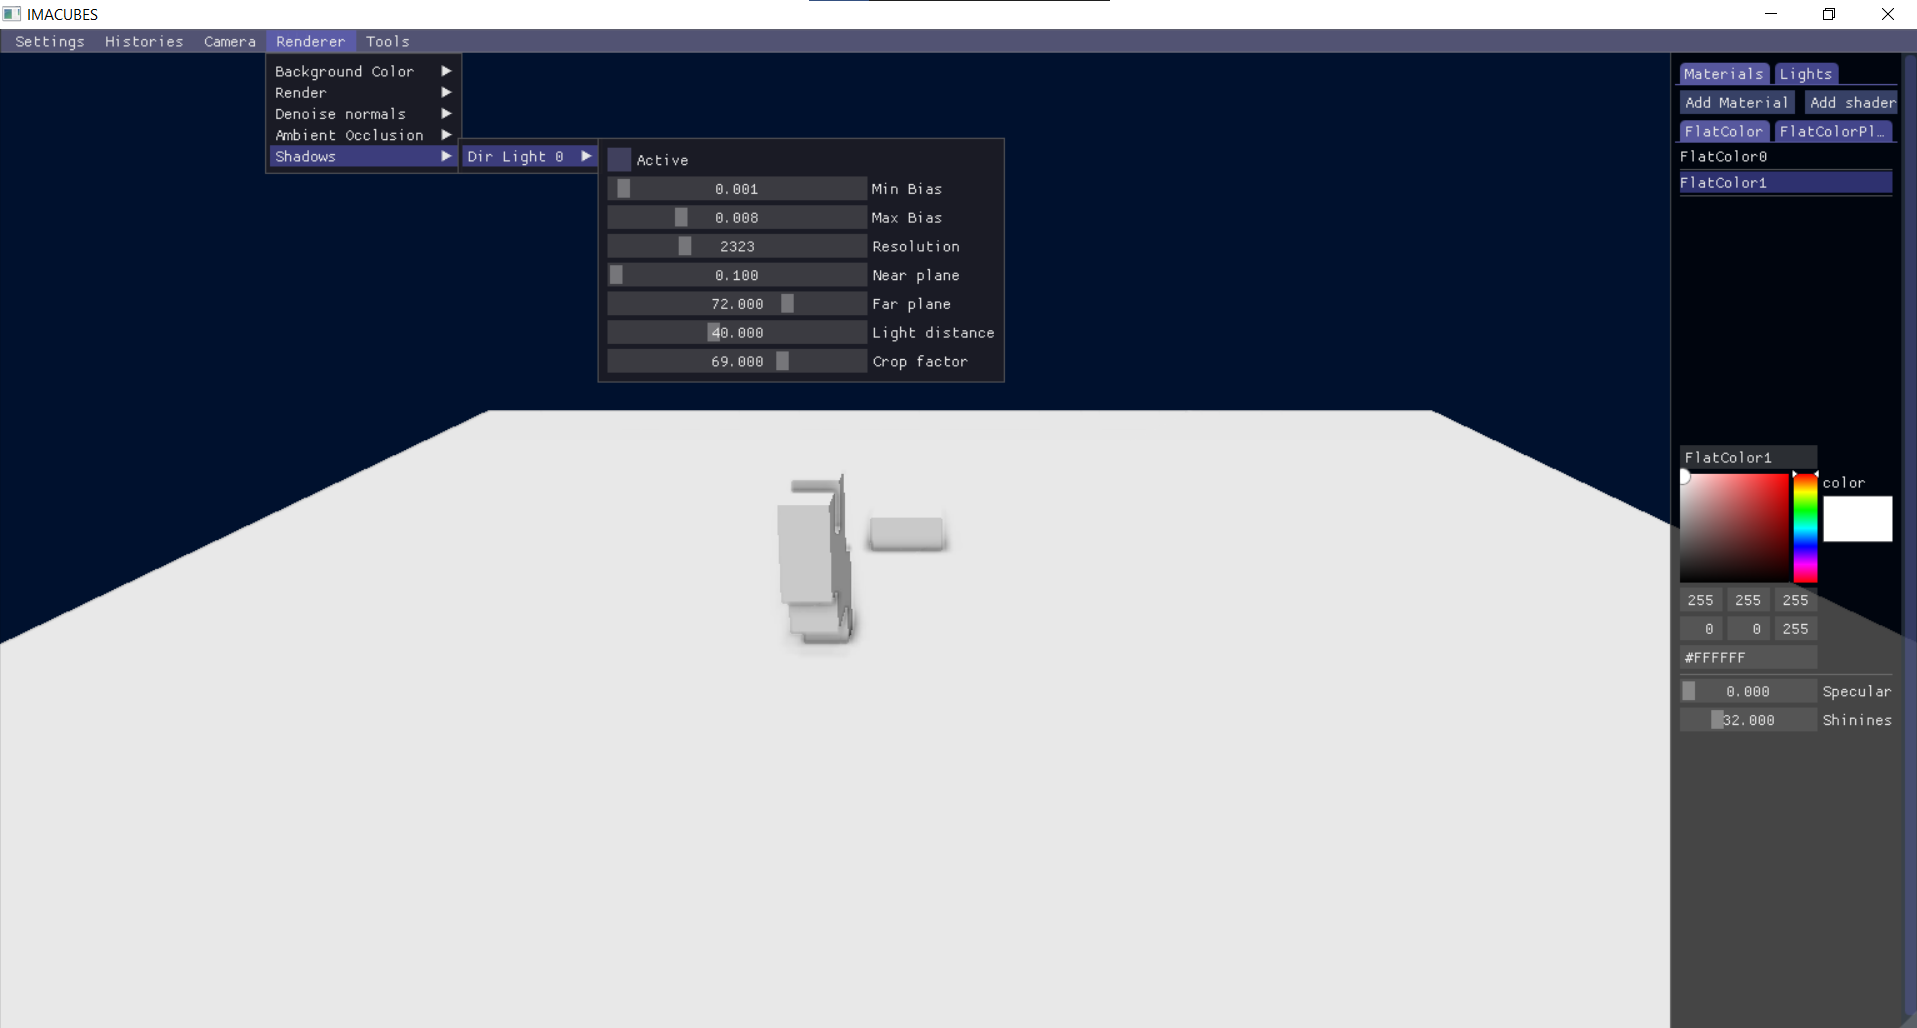 IMACUBES
Settings Histories Camera Renderer Tools
Background Color
Render
Denoise normals
Ambient Occlusion
Shadows
Dir Light 0
Active
0.001 Min Bias
0.008 Max Bias
2323 Resolution
0.100 Near plane
72.000 Far plane
40.000 Light distance
69.000 Crop factor
Materials Lights
Add Material Add shader
FlatColor FlatColorPl...
FlatColor0
FlatColor1
FlatColor1
color
255 255 255
0 0 255
#FFFFFF
0.000 Specular
32.000 Shinines